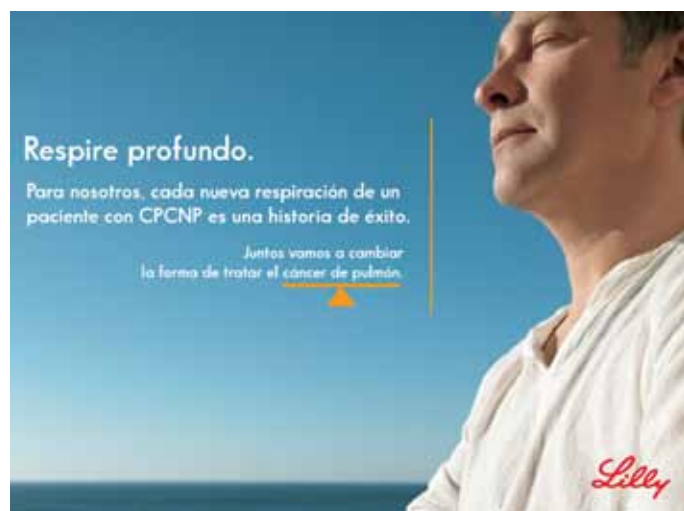 Respire profundo.
Para nosotros, cada nueva respiración de un
paciente con CPCNP es una historia de éxito.
Juntos vamos a cambiar
la forma de tratar el cáncer de pulmón.
Lilly